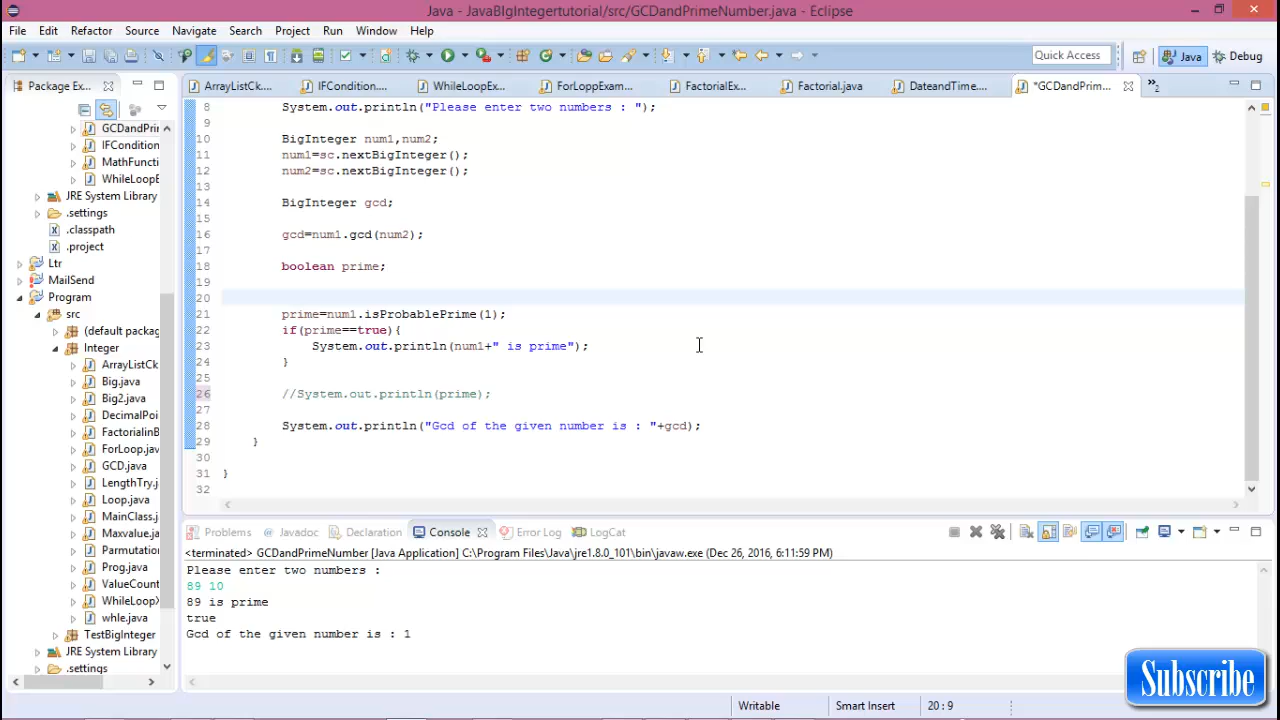 Java - JavaBIgIntegertutorial/src/GCDandPrimeNumber.java - Eclipse
File Edit Refactor Source Navigate Search Project Run Window Help
Quick Access Java Debug
Package Ex...
ArrayListCk... IFCondition.... WhileLoopEx... ForLoppExam... FactorialEx... Factorial.java DateandTime.... *GCDandPrim... 2
GCDandPri
IFCondition
MathFuncti
WhileLoopE
JRE System Library
.settings
.classpath
.project
Ltr
MailSend
Program
src
(default packag
Integer
ArrayListCk
Big.java
Big2.java
DecimalPoi
FactorialinB
ForLoop.jav
GCD.java
LengthTry.j
Loop.java
MainClass.j
Maxvalue.j
Parmutation
Prog.java
ValueCount
WhileLoopX
whle.java
TestBigInteger
JRE System Library
.settings
8 System.out.println("Please enter two numbers : ");
9
10 BigInteger num1,num2;
11 num1=sc.nextBigInteger();
12 num2=sc.nextBigInteger();
13
14 BigInteger gcd;
15
16 gcd=num1.gcd(num2);
17
18 boolean prime;
19
20
21 prime=num1.isProbablePrime(1);
22 if(prime==true){
23 System.out.println(num1+" is prime");
24 }
25
26 //System.out.println(prime);
27
28 System.out.println("Gcd of the given number is : "+gcd);
29 }
30
31 }
32
Problems Javadoc Declaration Console Error Log LogCat
<terminated> GCDandPrimeNumber [Java Application] C:\Program Files\Java\jre1.8.0_101\bin\javaw.exe (Dec 26, 2016, 6:11:59 PM)
Please enter two numbers :
89 10
89 is prime
true
Gcd of the given number is : 1
Subscribe
Writable Smart Insert 20 : 9